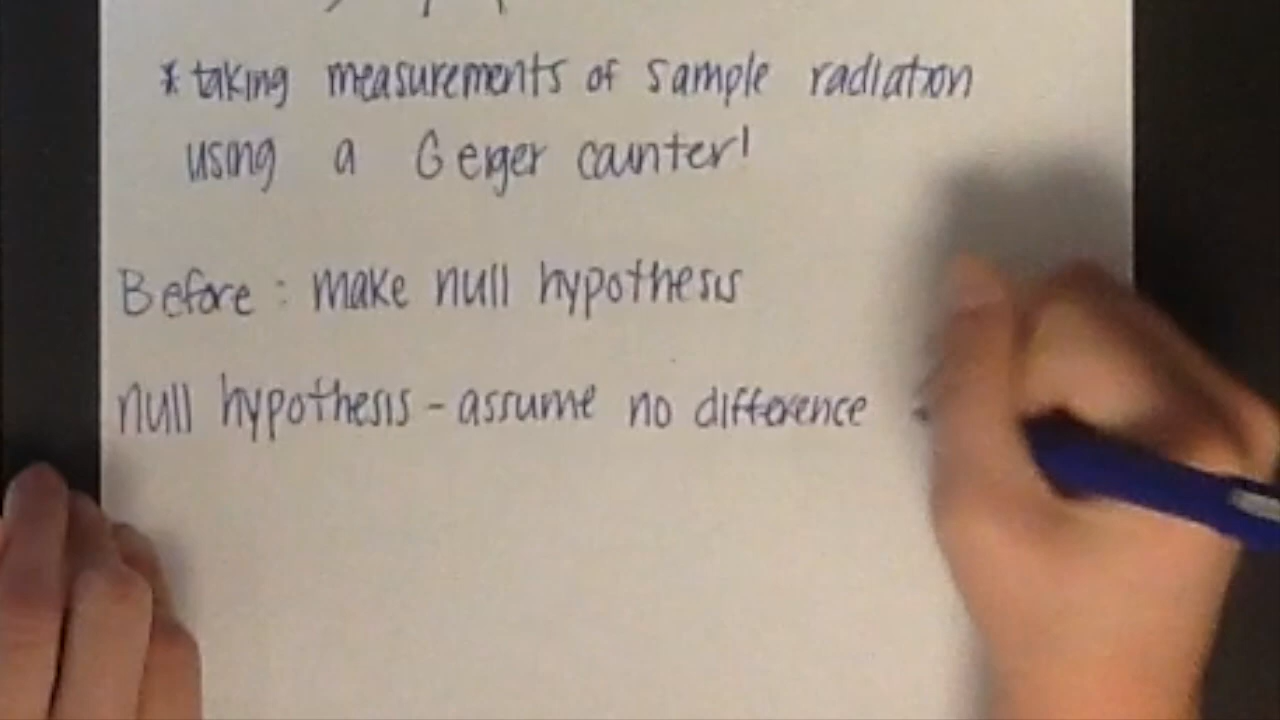 * taking measurements of sample radiation
using a Geiger counter!
Before : make null hypothesis
null hypothesis - assume no difference